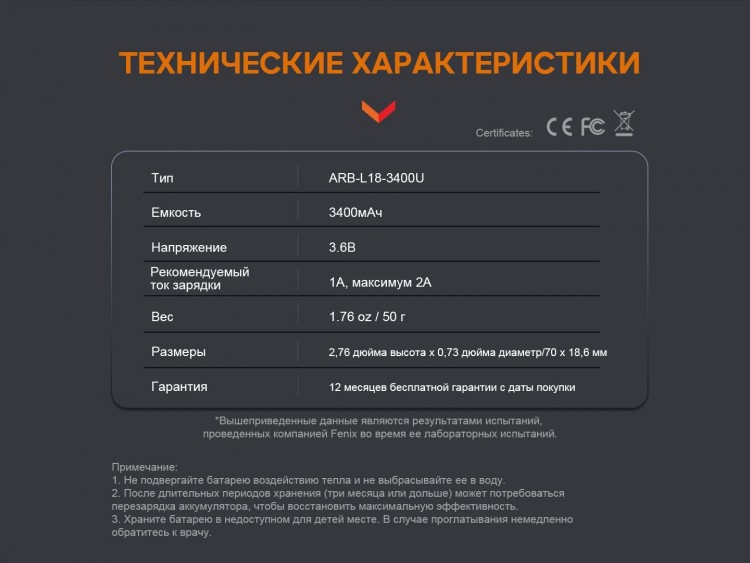 ТЕХНИЧЕСКИЕ ХАРАКТЕРИСТИКИ
Certificates: CE FC
Тип ARB-L18-3400U
Емкость 3400мАч
Напряжение 3.6В
Рекомендуемый
ток зарядки 1А, максимум 2А
Вес 1.76 oz / 50 г
Размеры 2,76 дюйма высота x 0,73 дюйма диаметр/70 x 18,6 мм
Гарантия 12 месяцев бесплатной гарантии с даты покупки
*Вышеприведенные данные являются результатами испытаний,
проведенных компанией Fenix во время ее лабораторных испытаний.
Примечание:
1. Не подвергайте батарею воздействию тепла и не выбрасывайте ее в воду.
2. После длительных периодов хранения (три месяца или дольше) может потребоваться
перезарядка аккумулятора, чтобы восстановить максимальную эффективность.
3. Храните батарею в недоступном для детей месте. В случае проглатывания немедленно
обратитесь к врачу.